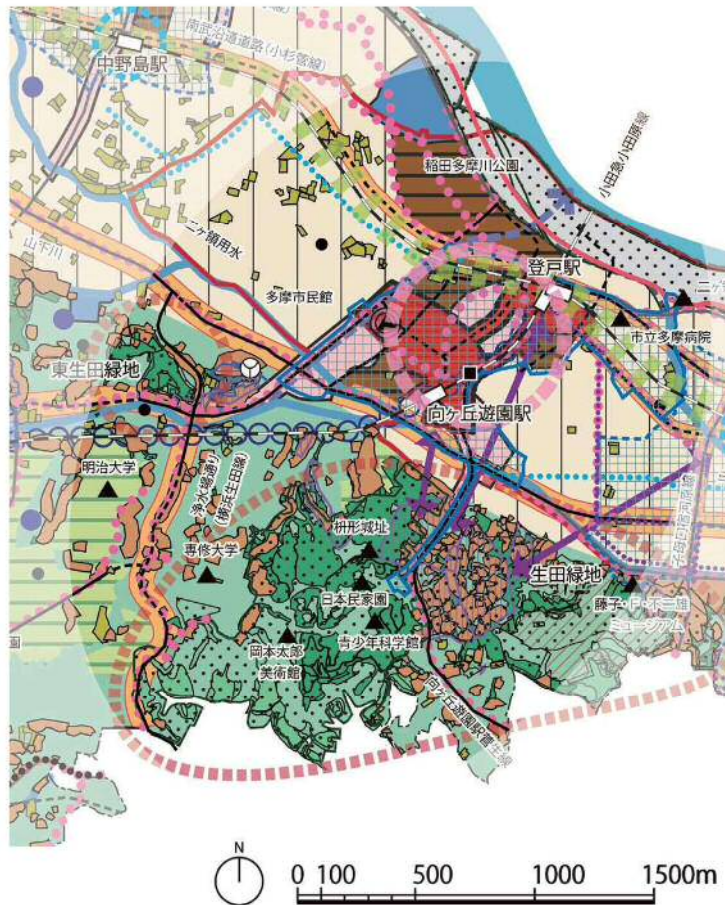 南武沿道道路(小杉菅線)
中野島駅
小田急小田原線
稲田多摩川公園
二ヶ領用水
山下川
登戸駅
多摩市民館
市立多摩病院
東生田緑地
向ヶ丘遊園駅
明治大学
浄水場通り
(横浜生田線)
枡形城址
専修大学
生田緑地
日本民家園
藤子・F・不二雄
ミュージアム
青少年科学館
岡本太郎
美術館
向ヶ丘遊園駅菅生線
N
0 100 500 1000 1500m